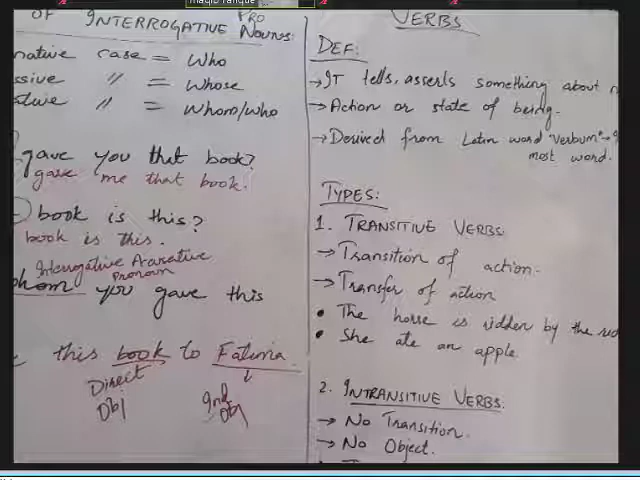 OF INTERROGATIVE PRO NOUNS:
native case = Who
ssive " = Whose
ative " = Whom/who
gave you that book?
gave me that book.
book is this?
book is this.
Interrogative
Pronoun
whom you gave this
this book to Fatima.
Direct
Obj
Ind
Obj
VERBS
DEF:
→ IT tells, asserts something about n
→ Action or state of being.
→ Derived from Latin word "verbum" →
most word.
TYPES:
1. TRANSITIVE VERBS
→ Transition of action.
→ Transfer of action
• The horse is ridden by the
• She ate an apple
2. INTRANSITIVE VERBS.
→ No Transition.
→ No Object.